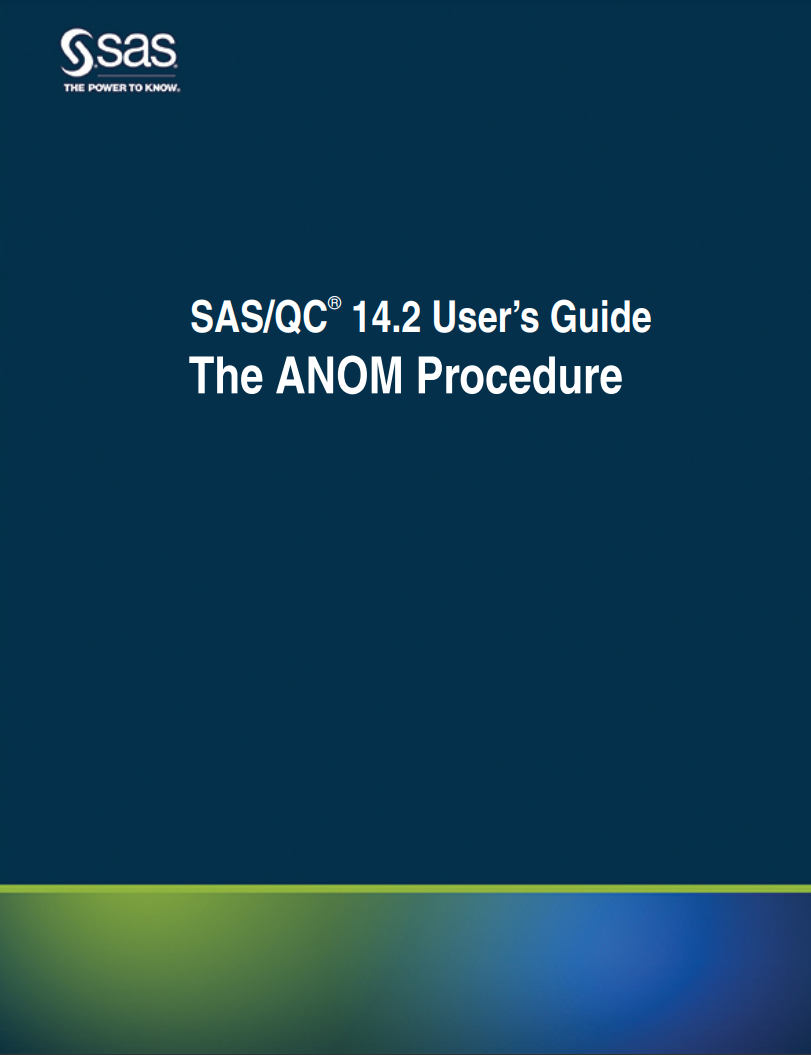 sas
THE POWER TO KNOW.
SAS/QC® 14.2 User’s Guide
The ANOM Procedure